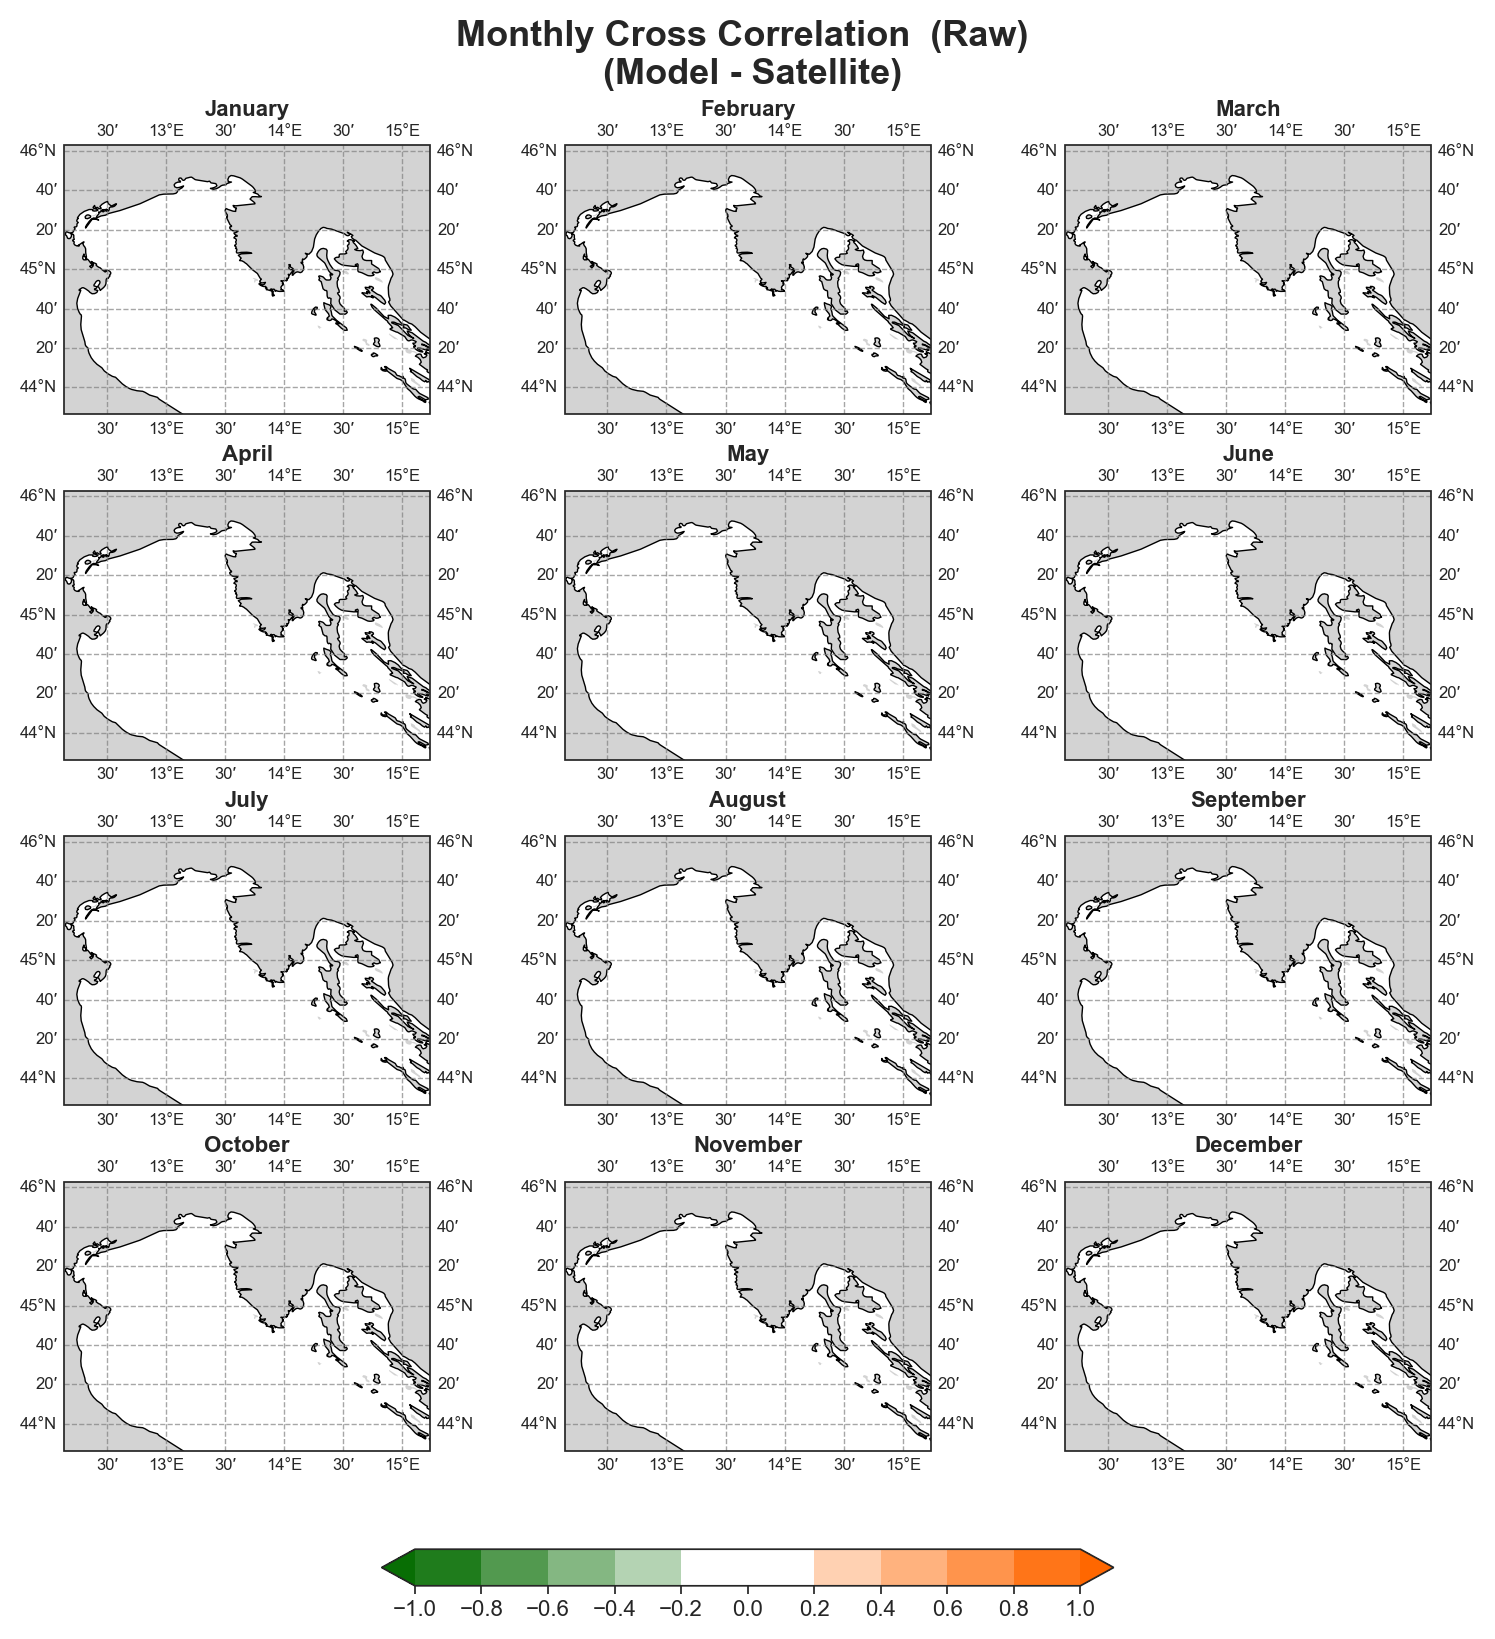 Monthly Cross Correlation (Raw)
(Model - Satellite)
January February March
30′ 13°E 30′ 14°E 30′ 15°E 30′ 13°E 30′ 14°E 30′ 15°E 30′ 13°E 30′ 14°E 30′ 15°E
46°N 46°N 46°N 46°N
40′ 40′ 40′ 40′
20′ 20′ 20′ 20′
45°N 45°N 45°N 45°N
40′ 40′ 40′ 40′
20′ 20′ 20′ 20′
44°N 44°N 44°N 44°N
30′ 13°E 30′ 14°E 30′ 15°E 30′ 13°E 30′ 14°E 30′ 15°E 30′ 13°E 30′ 14°E 30′ 15°E
April May June
30′ 13°E 30′ 14°E 30′ 15°E 30′ 13°E 30′ 14°E 30′ 15°E 30′ 13°E 30′ 14°E 30′ 15°E
46°N 46°N 46°N 46°N 46°N 46°N
40′ 40′ 40′ 40′ 40′ 40′
20′ 20′ 20′ 20′ 20′ 20′
45°N 45°N 45°N 45°N 45°N 45°N
40′ 40′ 40′ 40′ 40′ 40′
20′ 20′ 20′ 20′ 20′ 20′
44°N 44°N 44°N 44°N 44°N 44°N
30′ 13°E 30′ 14°E 30′ 15°E 30′ 13°E 30′ 14°E 30′ 15°E 30′ 13°E 30′ 14°E 30′ 15°E
July August September
30′ 13°E 30′ 14°E 30′ 15°E 30′ 13°E 30′ 14°E 30′ 15°E 30′ 13°E 30′ 14°E 30′ 15°E
46°N 46°N 46°N 46°N 46°N 46°N
40′ 40′ 40′ 40′ 40′ 40′
20′ 20′ 20′ 20′ 20′ 20′
45°N 45°N 45°N 45°N 45°N 45°N
40′ 40′ 40′ 40′ 40′ 40′
20′ 20′ 20′ 20′ 20′ 20′
44°N 44°N 44°N 44°N 44°N 44°N
30′ 13°E 30′ 14°E 30′ 15°E 30′ 13°E 30′ 14°E 30′ 15°E 30′ 13°E 30′ 14°E 30′ 15°E
October November December
30′ 13°E 30′ 14°E 30′ 15°E 30′ 13°E 30′ 14°E 30′ 15°E 30′ 13°E 30′ 14°E 30′ 15°E
46°N 46°N 46°N 46°N 46°N 46°N
40′ 40′ 40′ 40′ 40′ 40′
20′ 20′ 20′ 20′ 20′ 20′
45°N 45°N 45°N 45°N 45°N 45°N
40′ 40′ 40′ 40′ 40′ 40′
20′ 20′ 20′ 20′ 20′ 20′
44°N 44°N 44°N 44°N 44°N 44°N
30′ 13°E 30′ 14°E 30′ 15°E 30′ 13°E 30′ 14°E 30′ 15°E 30′ 13°E 30′ 14°E 30′ 15°E
−1.0 −0.8 −0.6 −0.4 −0.2 0.0 0.2 0.4 0.6 0.8 1.0